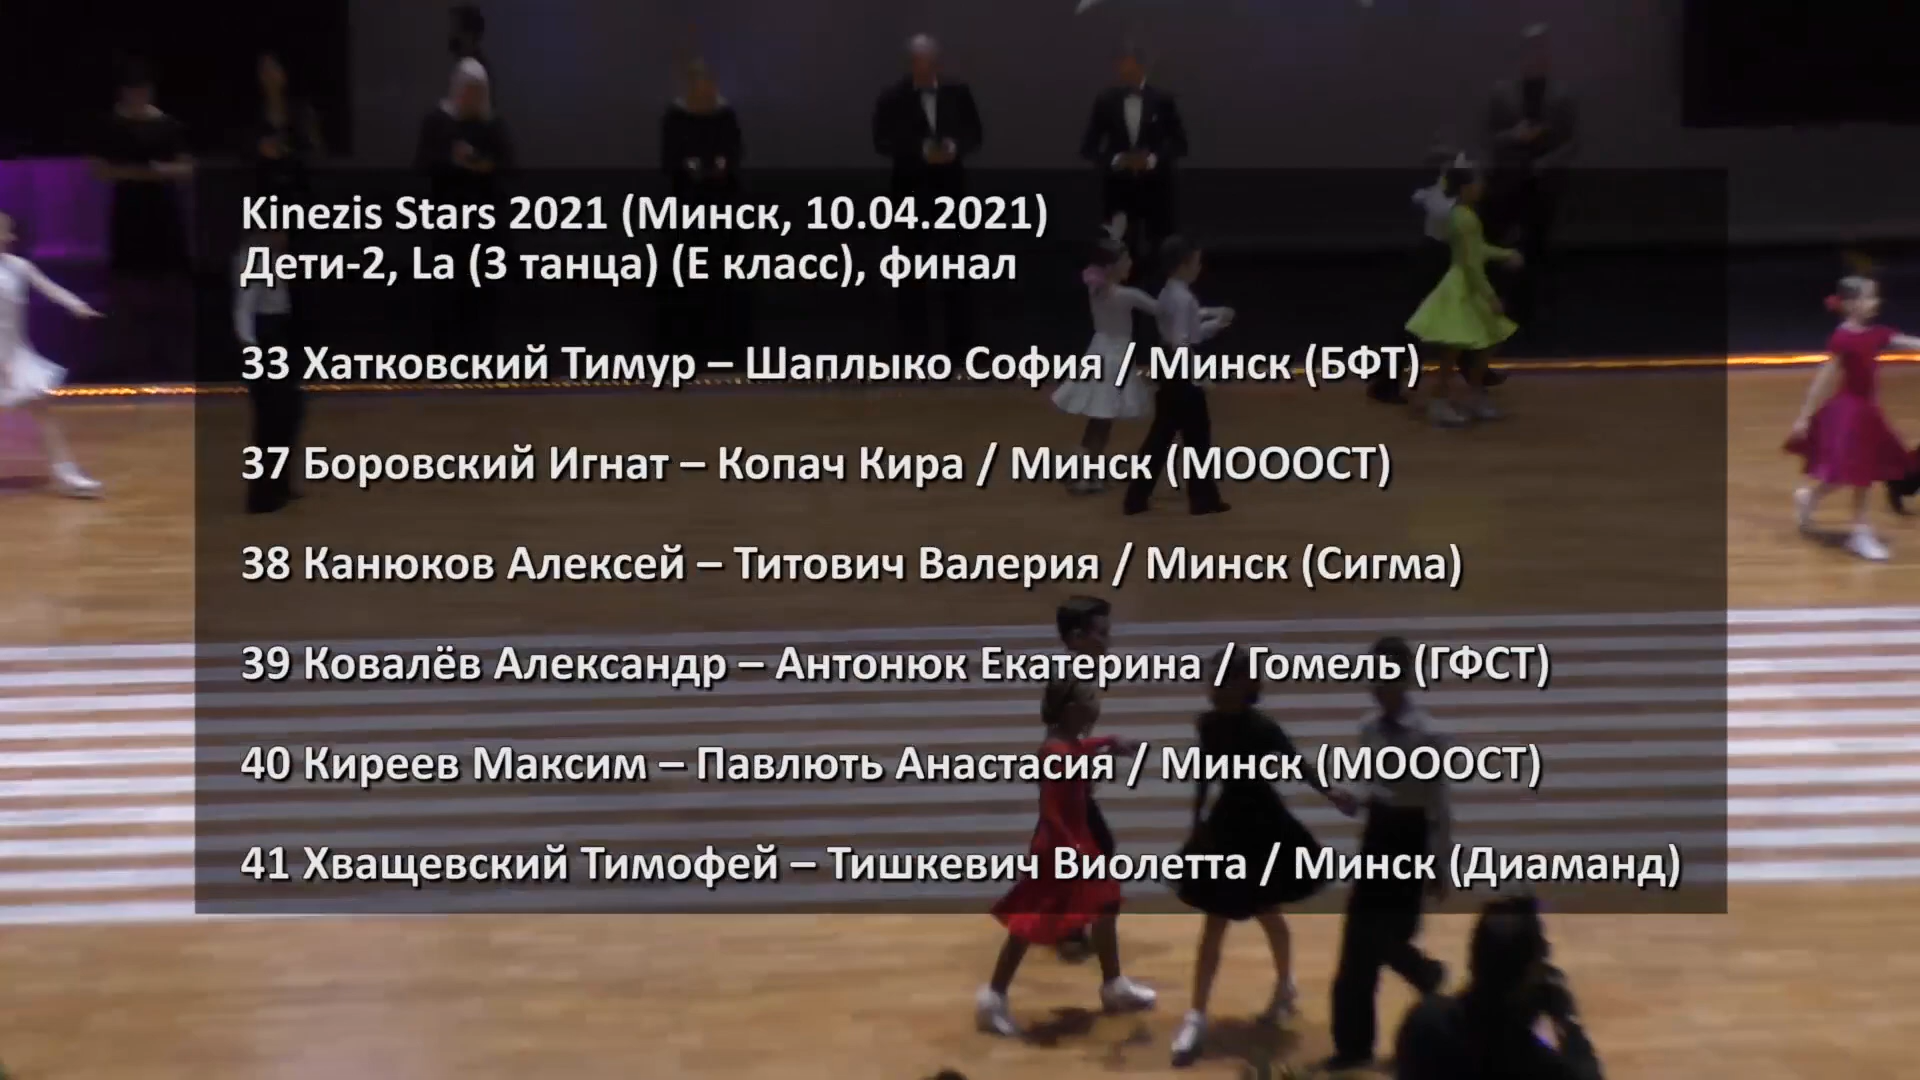 Kinezis Stars 2021 (Минск, 10.04.2021)
Дети-2, La (3 танца) (Е класс), финал
33 Хатковский Тимур – Шаплыко София / Минск (БФТ)
37 Боровский Игнат – Копач Кира / Минск (МОООСТ)
38 Канюков Алексей – Титович Валерия / Минск (Сигма)
39 Ковалёв Александр – Антонюк Екатерина / Гомель (ГФСТ)
40 Киреев Максим – Павлють Анастасия / Минск (МОООСТ)
41 Хващевский Тимофей – Тишкевич Виолетта / Минск (Диаманд)